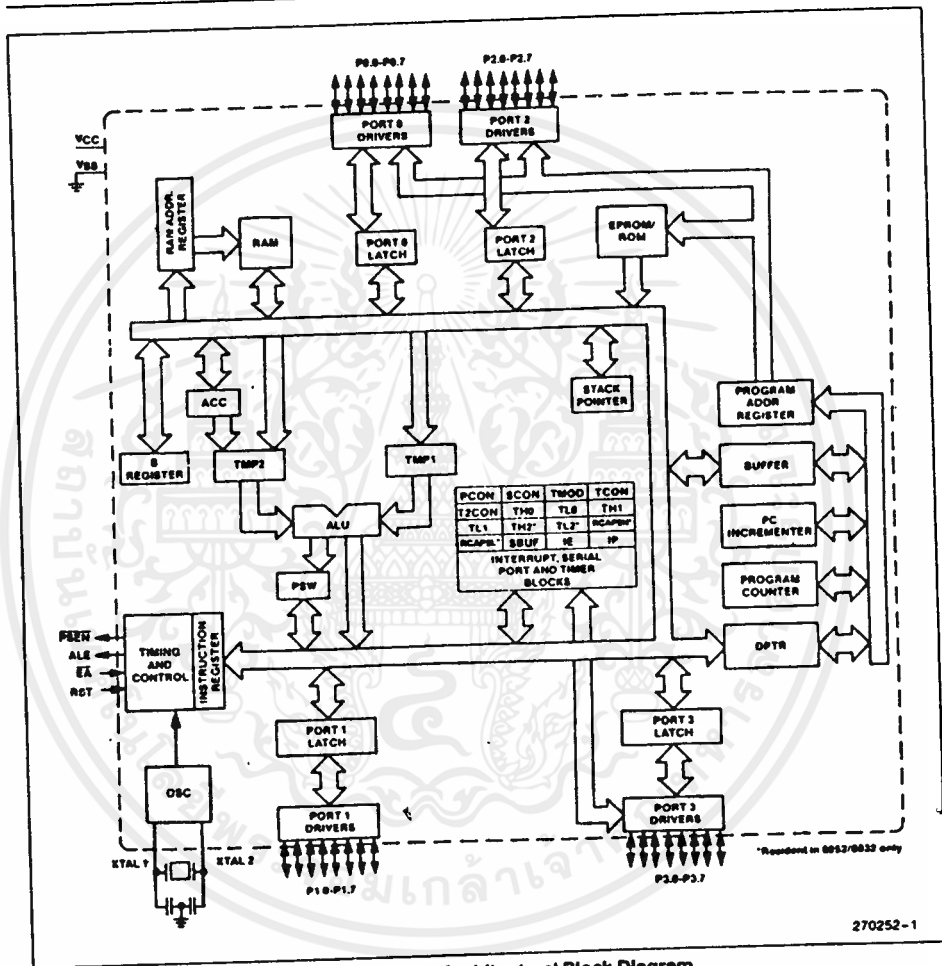 P0.0-P0.7
P2.0-P2.7
PORT 0
DRIVERS
PORT 2
DRIVERS
VCC
VSS
RAM ADDR.
REGISTER
RAM
PORT 0
LATCH
PORT 2
LATCH
EPROM/
ROM
ACC
STACK
POINTER
PROGRAM
ADDR
REGISTER
B
REGISTER
TMP2
TMP1
BUFFER
ALU
PCON SCON TMOD TCON
T2CON TH0 TL0 TH1
TL1 TH2* TL2* RCAP2H*
RCAP2L* SBUF IE IP
INTERRUPT, SERIAL
PORT AND TIMER
BLOCKS
PC
INCREMENTER
PSW
PROGRAM
COUNTER
PSEN
ALE
EA
RST
TIMING
AND
CONTROL
INSTRUCTION
REGISTER
DPTR
PORT 1
LATCH
PORT 3
LATCH
OSC
PORT 1
DRIVERS
PORT 3
DRIVERS
XTAL 1
XTAL 2
P1.0-P1.7
P3.0-P3.7
*Resident in 8052/8032 only
270252-1
Block Diagram